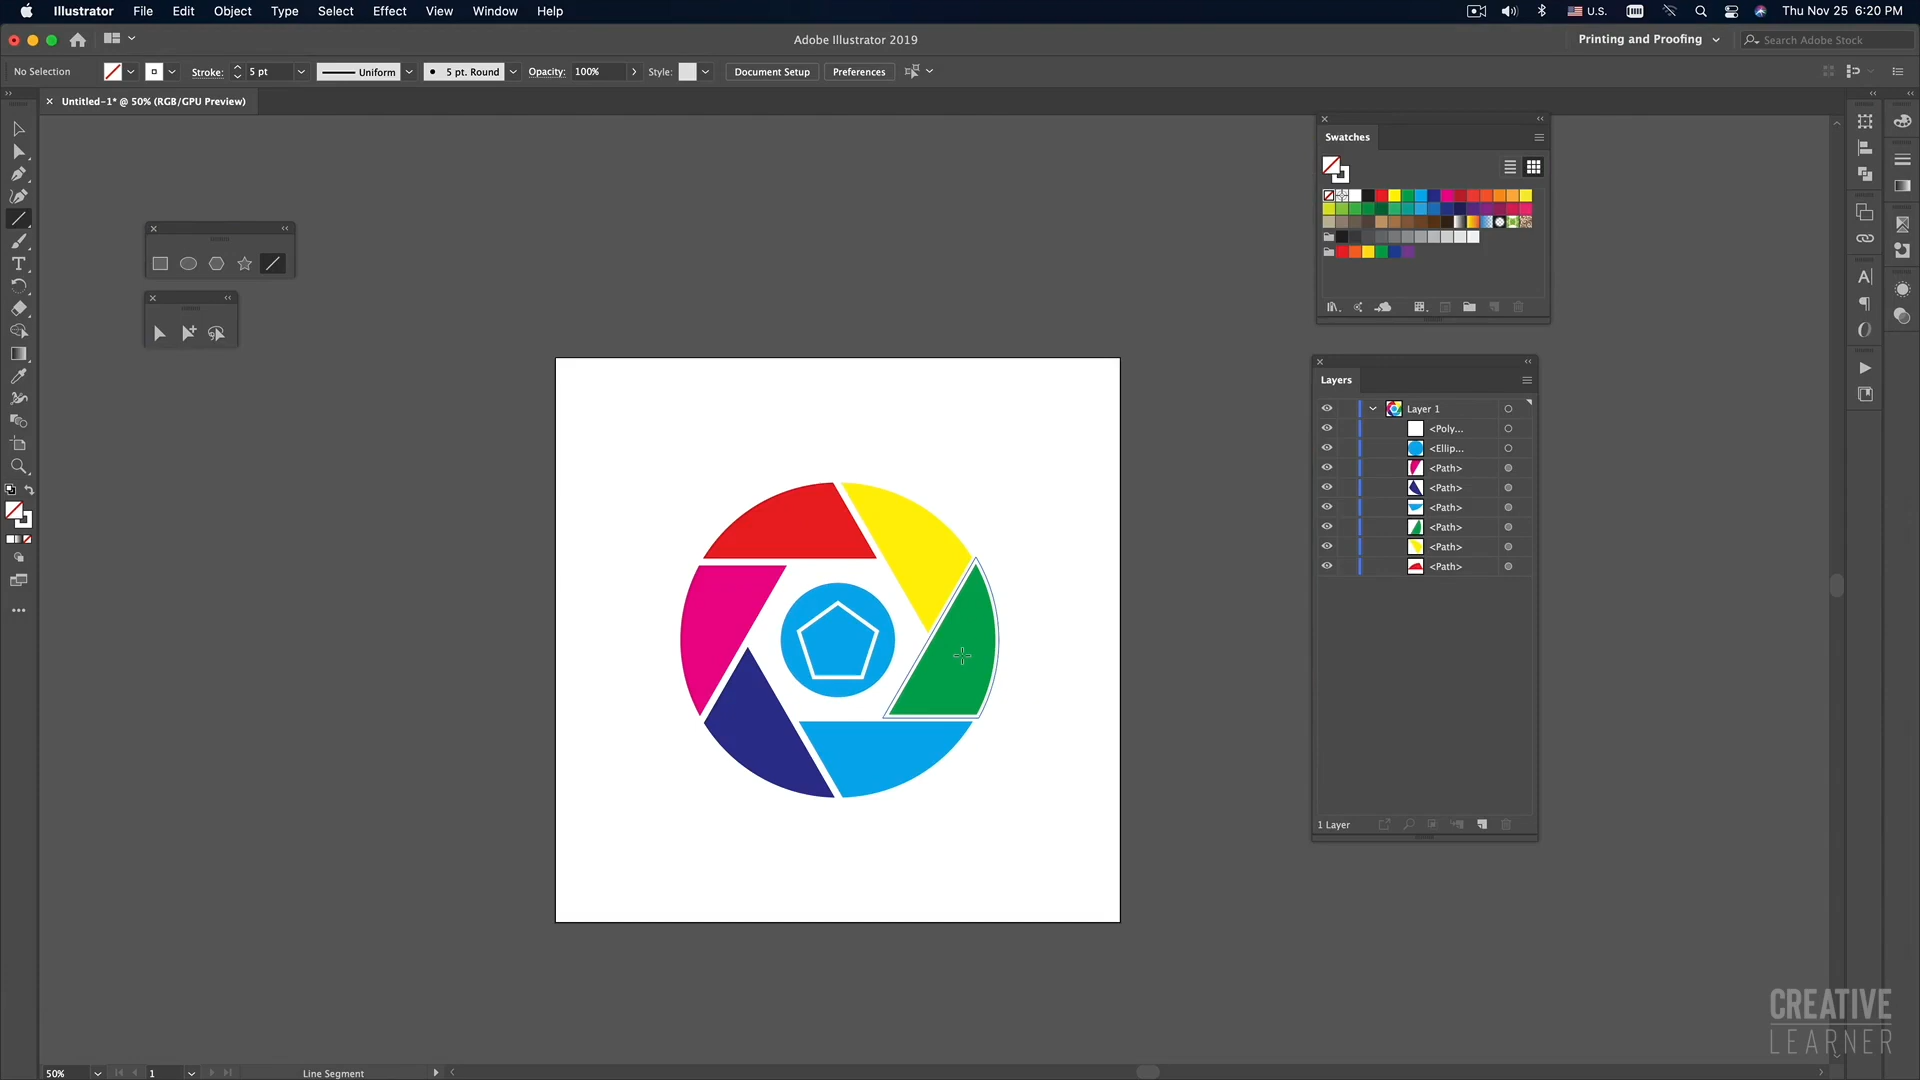 Illustrator File Edit Object Type Select Effect View Window Help
U.S. Thu Nov 25 6:20 PM
Adobe Illustrator 2019
Printing and Proofing
Search Adobe Stock
No Selection Stroke: 5 pt Uniform 5 pt. Round Opacity: 100% Style: Document Setup Preferences
Untitled-1* @ 50% (RGB/GPU Preview)
Swatches
Layers
Layer 1
<Poly...
<Ellip...
<Path>
<Path>
<Path>
<Path>
<Path>
<Path>
1 Layer
CREATIVE
LEARNER
50% 1 Line Segment